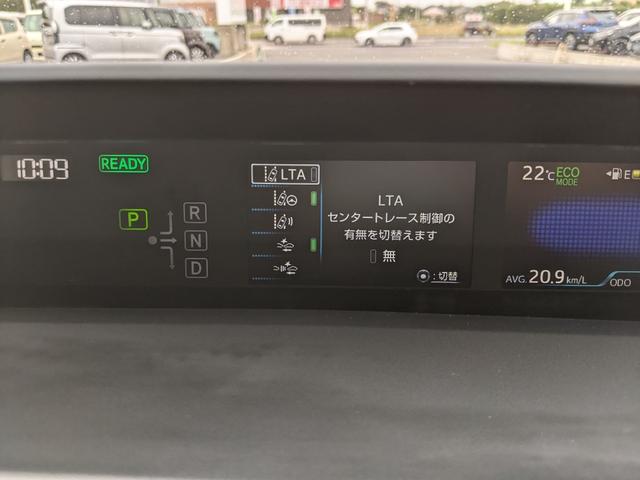 10:09
READY
P
R
N
D
LTA
LTA
センタートレース制御の
有無を切替えます
無
:切替
22℃
ECO
MODE
E
AVG. 20.9 km/L
ODO